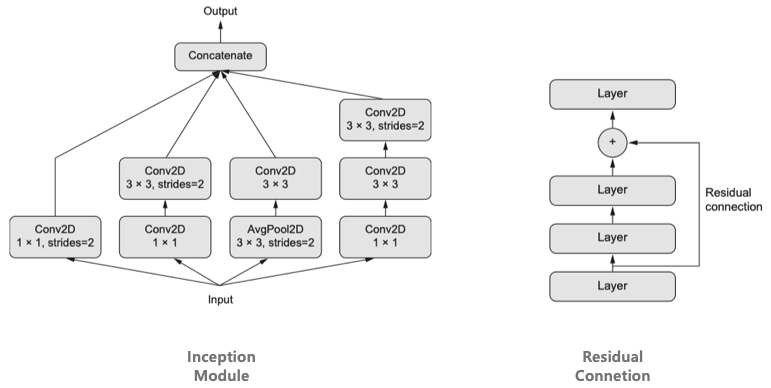 Output
Concatenate
Conv2D
3 × 3, strides=2
Conv2D
3 × 3, strides=2
Conv2D
3 × 3
Conv2D
3 × 3
Conv2D
1 × 1, strides=2
Conv2D
1 × 1
AvgPool2D
3 × 3, strides=2
Conv2D
1 × 1
Input
Inception
Module
Layer
+
Layer
Residual
connection
Layer
Layer
Residual
Connetion